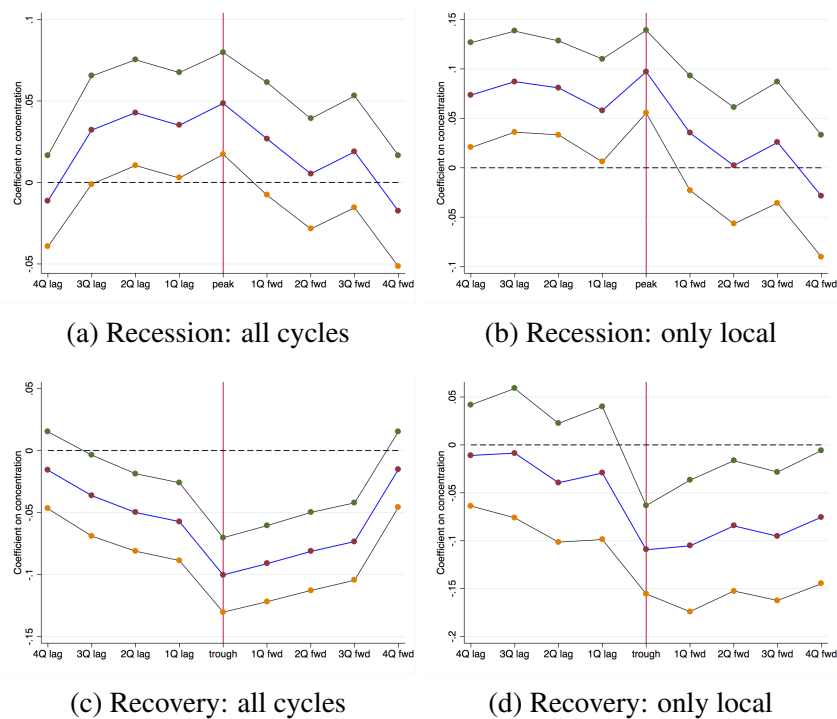 Coefficient on concentration
.1
.05
0
-.05
4Q lag 3Q lag 2Q lag 1Q lag peak 1Q fwd 2Q fwd 3Q fwd 4Q fwd
(a) Recession: all cycles
Coefficient on concentration
.15
.1
.05
0
-.05
-.1
4Q lag 3Q lag 2Q lag 1Q lag peak 1Q fwd 2Q fwd 3Q fwd 4Q fwd
(b) Recession: only local
Coefficient on concentration
.05
0
-.05
-.1
-.15
4Q lag 3Q lag 2Q lag 1Q lag trough 1Q fwd 2Q fwd 3Q fwd 4Q fwd
(c) Recovery: all cycles
Coefficient on concentration
.05
0
-.05
-.1
-.15
-.2
4Q lag 3Q lag 2Q lag 1Q lag trough 1Q fwd 2Q fwd 3Q fwd 4Q fwd
(d) Recovery: only local